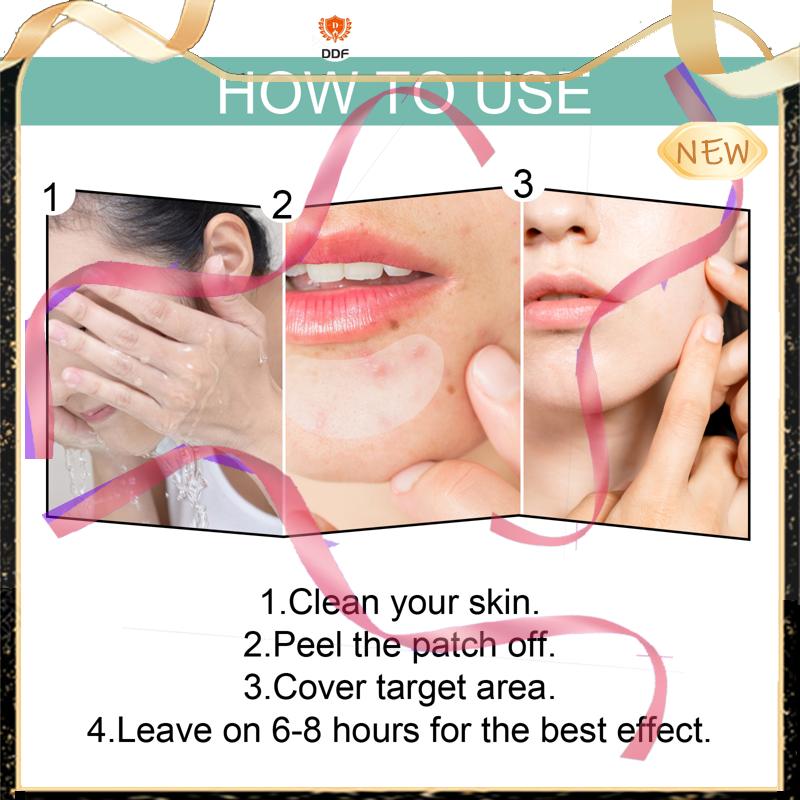 DDF
HOW TO USE
NEW
1
2
3
1.Clean your skin.
2.Peel the patch off.
3.Cover target area.
4.Leave on 6-8 hours for the best effect.